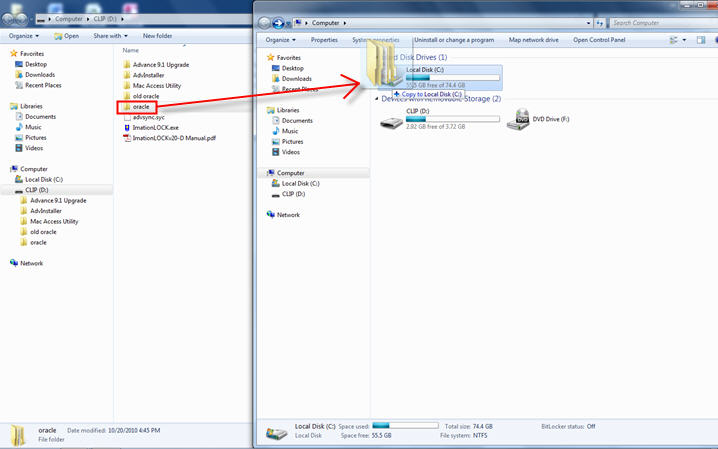 Computer ▸ CLIP (D:) ▸
Organize ▾ Open Share with ▾ New folder
Favorites
Desktop
Downloads
Recent Places
Libraries
Documents
Music
Pictures
Videos
Computer
Local Disk (C:)
CLIP (D:)
Advance 9.1 Upgrade
AdvInstaller
Mac Access Utility
old oracle
oracle
Network
Name
Advance 9.1 Upgrade
AdvInstaller
Mac Access Utility
old oracle
oracle
advsync.syc
ImationLOCK.exe
ImationLOCKv20-D Manual.pdf
oracle Date modified: 10/20/2010 4:45 PM
File folder
Computer ▸
Search Computer
Organize ▾ Properties System properties Uninstall or change a program Map network drive Open Control Panel
Favorites
Desktop
Downloads
Recent Places
Libraries
Documents
Music
Pictures
Videos
Computer
Local Disk (C:)
CLIP (D:)
Network
Disk Drives (1)
Local Disk (C:)
55.5 GB free of 74.4 GB
Copy to Local Disk (C:)
Devices with Removable Storage (2)
CLIP (D:)
2.92 GB free of 3.72 GB
DVD
DVD Drive (F:)
Local Disk (C:) Space used: Total size: 74.4 GB BitLocker status: Off
Local Disk Space free: 55.5 GB File system: NTFS